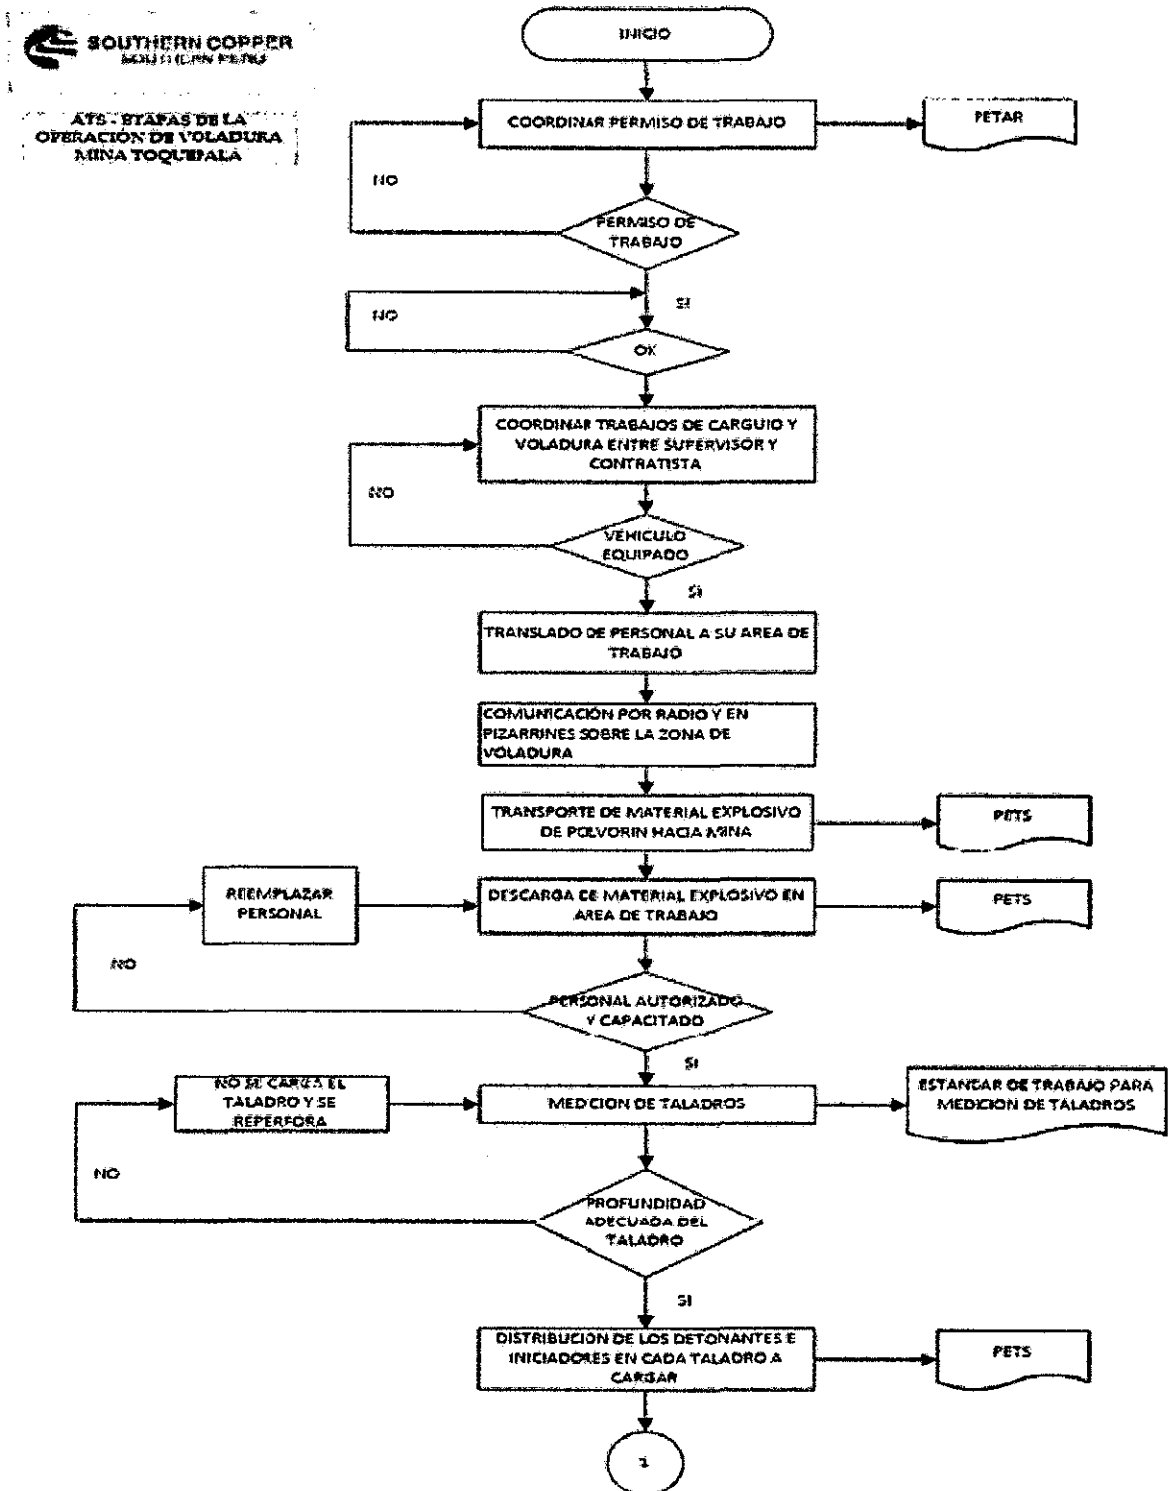 SOUTHERN COPPER
SOUTHERN PERU
ATS - ETAPAS DE LA
OPERACIÓN DE VOLADURA
MINA TOQUEPALA
INICIO
COORDINAR PERMISO DE TRABAJO
PETAR
NO
PERMISO DE
TRABAJO
SI
NO
OK
COORDINAR TRABAJOS DE CARGUIO Y
VOLADURA ENTRE SUPERVISOR Y
CONTRATISTA
NO
VEHICULO
EQUIPADO
SI
TRANSLADO DE PERSONAL A SU AREA DE
TRABAJO
COMUNICACIÓN POR RADIO Y EN
PIZARRINES SOBRE LA ZONA DE
VOLADURA
TRANSPORTE DE MATERIAL EXPLOSIVO
DE POLVORIN HACIA MINA
PETS
REEMPLAZAR
PERSONAL
DESCARGA DE MATERIAL EXPLOSIVO EN
AREA DE TRABAJO
PETS
NO
PERSONAL AUTORIZADO
Y CAPACITADO
SI
NO SE CARGA EL
TALADRO Y SE
REPERFORA
MEDICION DE TALADROS
ESTANDAR DE TRABAJO PARA
MEDICION DE TALADROS
NO
PROFUNDIDAD
ADECUADA DEL
TALADRO
SI
DISTRIBUCION DE LOS DETONANTES E
INICIADORES EN CADA TALADRO A
CARGAR
PETS
1